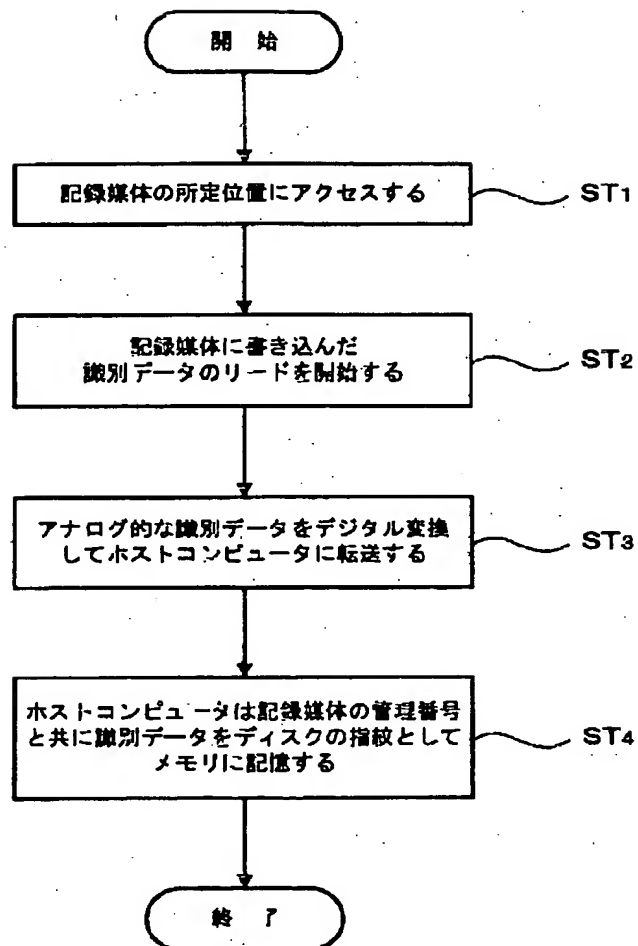 開 始
記録媒体の所定位置にアクセスする
ST1
記録媒体に書き込んだ
識別データのリードを開始する
ST2
アナログ的な識別データをデジタル変換
してホストコンピュータに転送する
ST3
ホストコンピュータは記録媒体の管理番号
と共に識別データをディスクの指紋として
メモリに記憶する
ST4
終 了